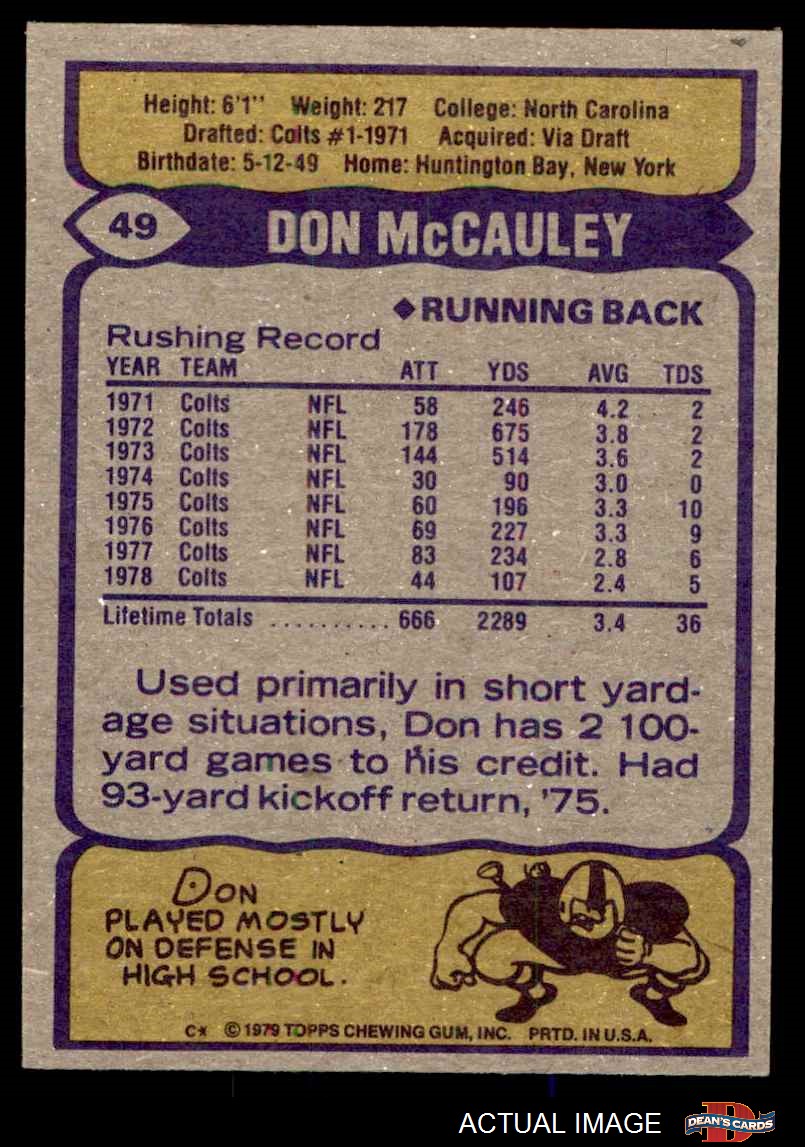 Height: 6'1" Weight: 217 College: North Carolina
Drafted: Colts #1-1971 Acquired: Via Draft
Birthdate: 5-12-49 Home: Huntington Bay, New York
49 DON McCAULEY
◆RUNNING BACK
Rushing Record
YEAR TEAM ATT YDS AVG TDS
1971 Colts NFL 58 246 4.2 2
1972 Colts NFL 178 675 3.8 2
1973 Colts NFL 144 514 3.6 2
1974 Colts NFL 30 90 3.0 0
1975 Colts NFL 60 196 3.3 10
1976 Colts NFL 69 227 3.3 9
1977 Colts NFL 83 234 2.8 6
1978 Colts NFL 44 107 2.4 5
Lifetime Totals .......... 666 2289 3.4 36
Used primarily in short yard-
age situations, Don has 2 100-
yard games to his credit. Had
93-yard kickoff return, '75.
DON
PLAYED MOSTLY
ON DEFENSE IN
HIGH SCHOOL.
C* © 1979 TOPPS CHEWING GUM, INC. PRTD. IN U.S.A.
ACTUAL IMAGE
D
DEAN'S CARDS